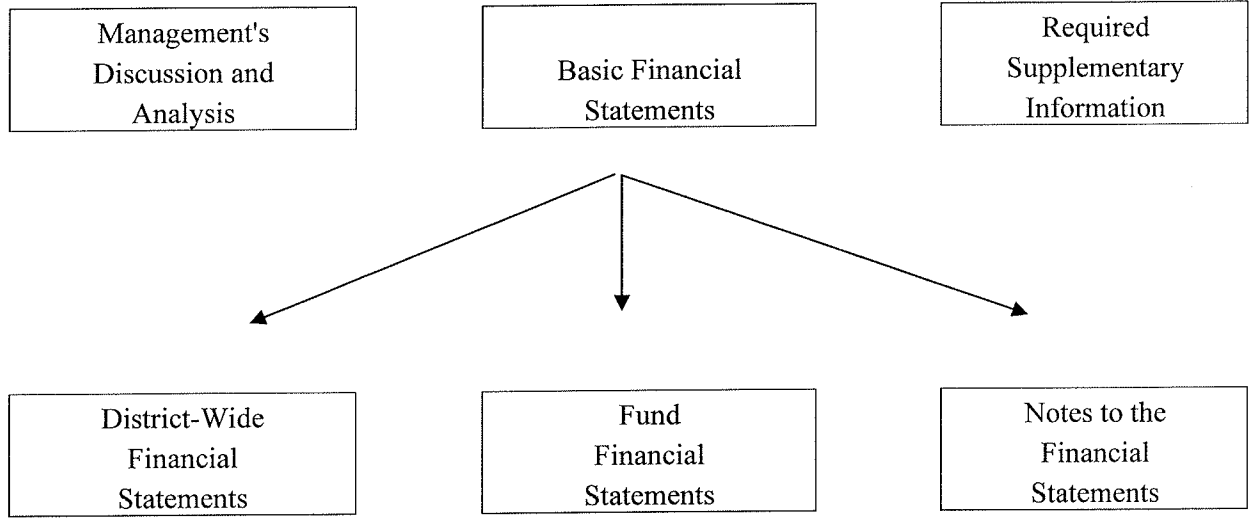 Management's
Discussion and
Analysis
Basic Financial
Statements
Required
Supplementary
Information
District-Wide
Financial
Statements
Fund
Financial
Statements
Notes to the
Financial
Statements